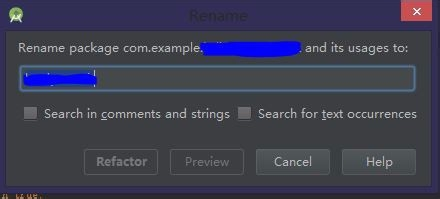 Rename
Rename package com.example. and its usages to:
Search in comments and strings Search for text occurrences
Refactor Preview Cancel Help